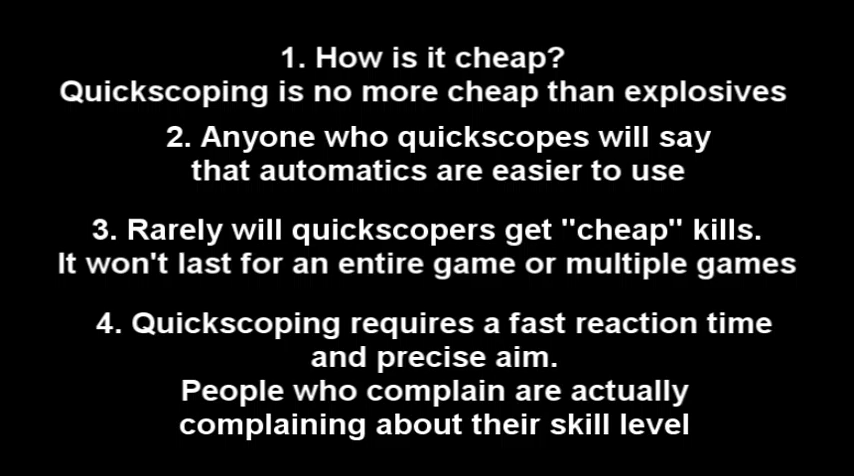 1. How is it cheap?
Quickscoping is no more cheap than explosives
2. Anyone who quickscopes will say
that automatics are easier to use
3. Rarely will quickscopers get "cheap" kills.
It won't last for an entire game or multiple games
4. Quickscoping requires a fast reaction time
and precise aim.
People who complain are actually
complaining about their skill level